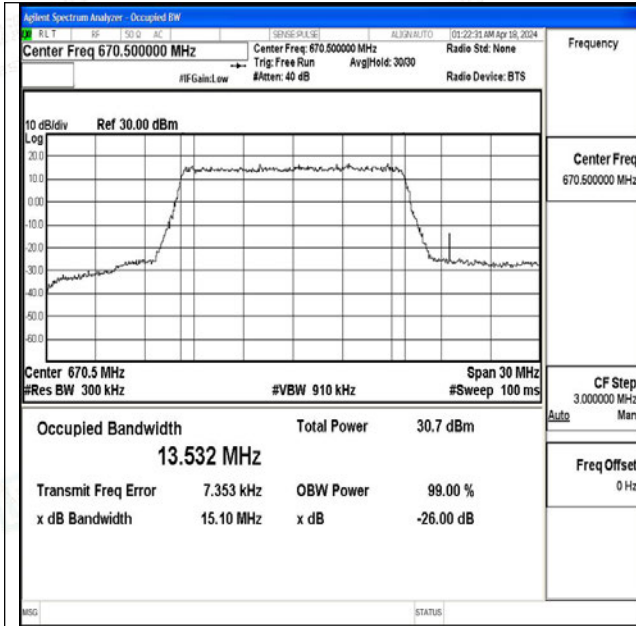 Agilent Spectrum Analyzer - Occupied BW
RLT RF 50 Ω AC SENSE:PULSE ALIGN AUTO 01:22:31 AM Apr 18, 2024
Center Freq 670.500000 MHz Center Freq: 670.500000 MHz Radio Std: None
Trig: Free Run Avg|Hold: 30/30
#IFGain:Low #Atten: 40 dB Radio Device: BTS
10 dB/div Ref 30.00 dBm
Log
20.0
10.0
0.00
-10.0
-20.0
-30.0
-40.0
-50.0
-60.0
Center 670.5 MHz Span 30 MHz
#Res BW 300 kHz #VBW 910 kHz #Sweep 100 ms
Occupied Bandwidth Total Power 30.7 dBm
13.532 MHz
Transmit Freq Error 7.353 kHz OBW Power 99.00 %
x dB Bandwidth 15.10 MHz x dB -26.00 dB
MSG STATUS
Frequency
Center Freq
670.500000 MHz
CF Step
3.000000 MHz
Auto Man
Freq Offset
0 Hz